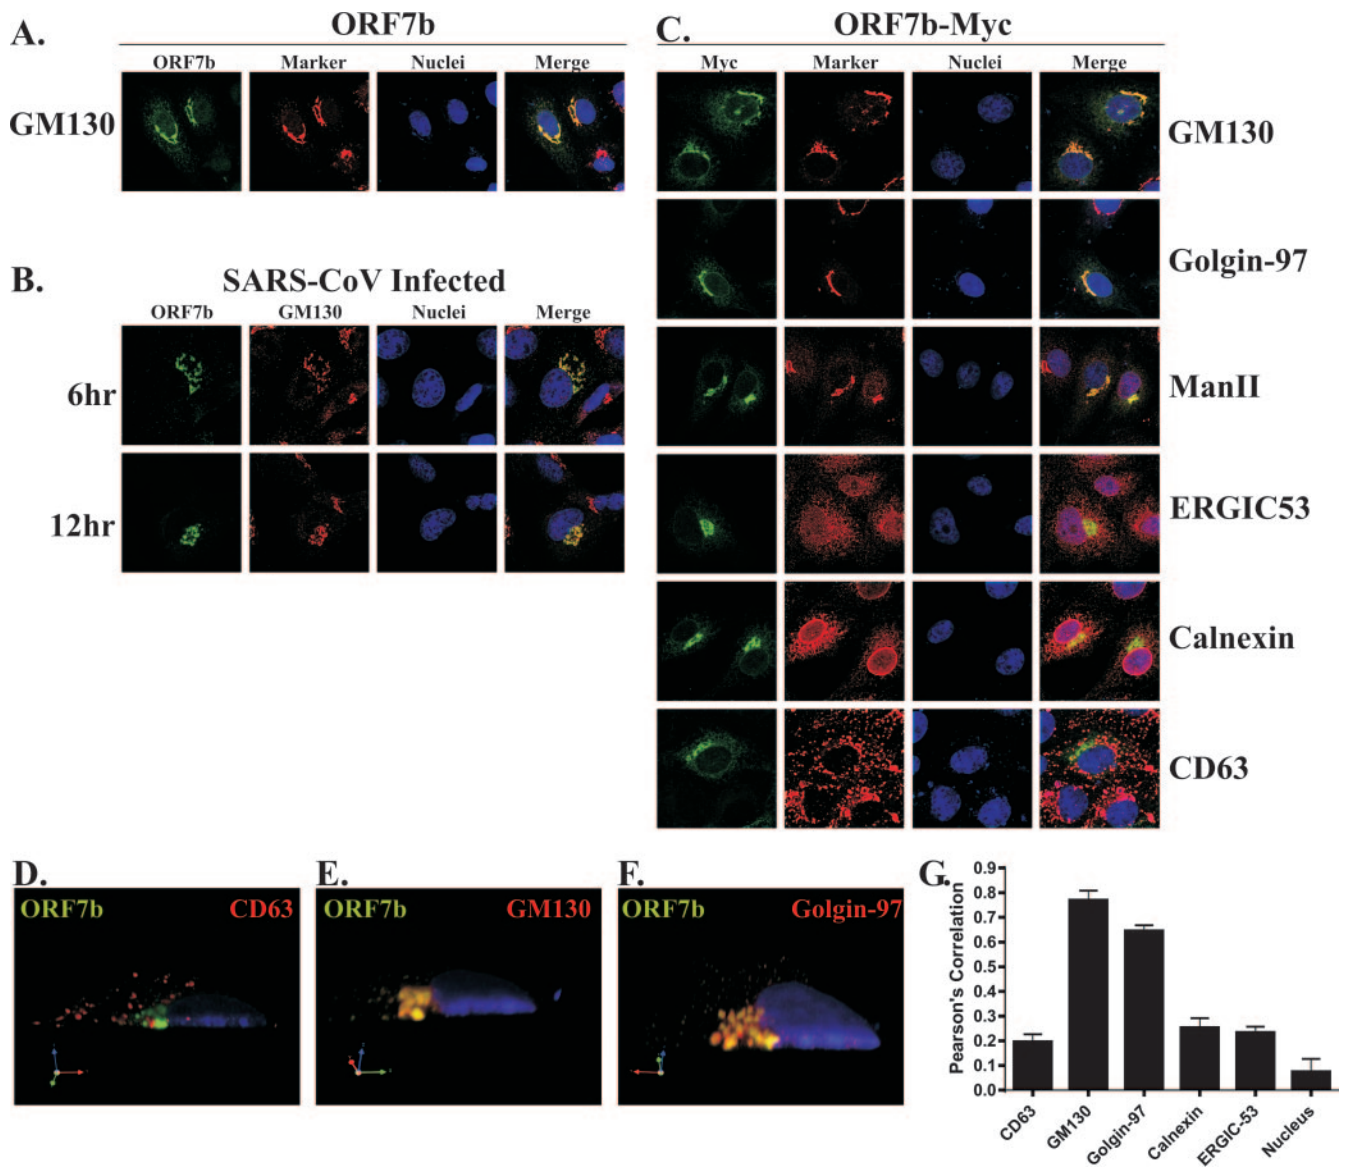 A.
ORF7b
ORF7b Marker Nuclei Merge
GM130
B.
SARS-CoV Infected
ORF7b GM130 Nuclei Merge
6hr
12hr
C.
ORF7b-Myc
Myc Marker Nuclei Merge
GM130
Golgin-97
ManII
ERGIC53
Calnexin
CD63
D.
ORF7b CD63
E.
ORF7b GM130
F.
ORF7b Golgin-97
G.
Pearson's Correlation
0.9
0.8
0.7
0.6
0.5
0.4
0.3
0.2
0.1
0.0
CD63
GM130
Golgin-97
Calnexin
ERGIC-53
Nucleus